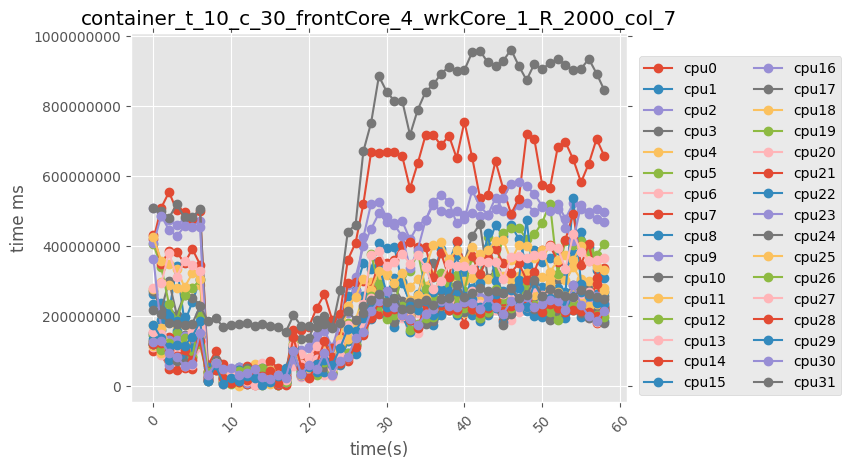 container_t_10_c_30_frontCore_4_wrkCore_1_R_2000_col_7
time ms
1000000000
800000000
600000000
400000000
200000000
0
0
10
20
30
40
50
60
time(s)
cpu0
cpu1
cpu2
cpu3
cpu4
cpu5
cpu6
cpu7
cpu8
cpu9
cpu10
cpu11
cpu12
cpu13
cpu14
cpu15
cpu16
cpu17
cpu18
cpu19
cpu20
cpu21
cpu22
cpu23
cpu24
cpu25
cpu26
cpu27
cpu28
cpu29
cpu30
cpu31